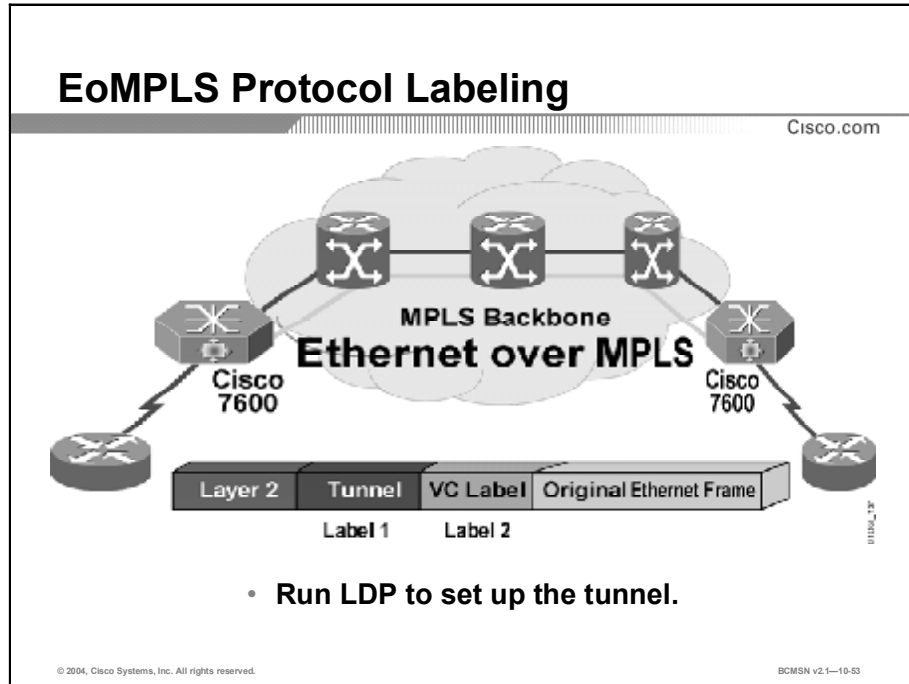 EoMPLS Protocol Labeling
Cisco.com
MPLS Backbone
Ethernet over MPLS
Cisco
7600
Cisco
7600
Layer 2
Tunnel
VC Label
Original Ethernet Frame
Label 1
Label 2
• Run LDP to set up the tunnel.
© 2004, Cisco Systems, Inc. All rights reserved.
BCMSN v2.1—10-53